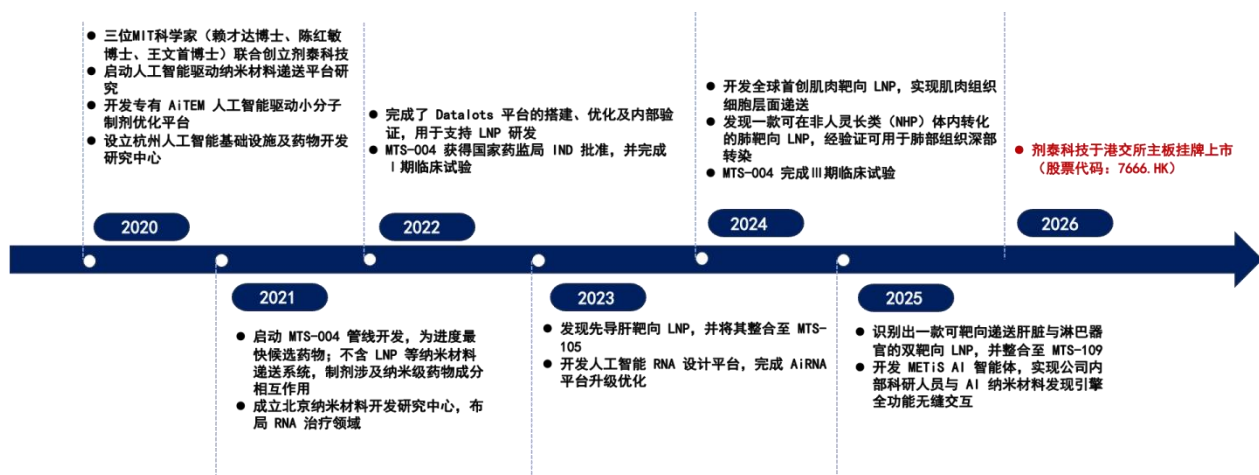 ● 三位MIT科学家（赖才达博士、陈红敏
博士、王文首博士）联合创立剂泰科技
● 启动人工智能驱动纳米材料递送平台研
究
● 开发专有 AiTEM 人工智能驱动小分子
制剂优化平台
● 设立杭州人工智能基础设施及药物开发
研究中心
2020
2021
● 启动 MTS-004 管线开发，为进度最
快候选药物；不含 LNP 等纳米材料
递送系统，制剂涉及纳米级药物成分
相互作用
● 成立北京纳米材料开发研究中心，布
局 RNA 治疗领域
● 完成了 Datalots 平台的搭建、优化及内部验
证，用于支持 LNP 研发
● MTS-004 获得国家药监局 IND 批准，并完成
Ⅰ期临床试验
2022
2023
● 发现先导肝靶向 LNP，并将其整合至 MTS-
105
● 开发人工智能 RNA 设计平台，完成 AiRNA
平台升级优化
● 开发全球首创肌肉靶向 LNP，实现肌肉组织
细胞层面递送
● 发现一款可在非人灵长类（NHP）体内转化
的肺靶向 LNP，经验证可用于肺部组织深部
转染
● MTS-004 完成Ⅲ期临床试验
2024
2025
● 识别出一款可靶向递送肝脏与淋巴器
官的双靶向 LNP，并整合至 MTS-109
● 开发 METiS AI 智能体，实现公司内
部科研人员与 AI 纳米材料发现引擎
全功能无缝交互
● 剂泰科技于港交所主板挂牌上市
（股票代码：7666.HK）
2026